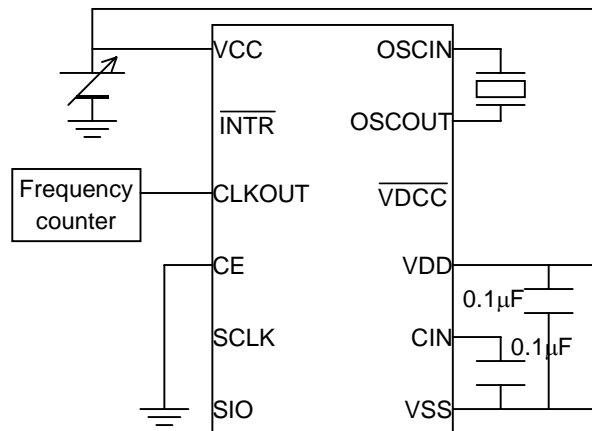 VCC
OSCIN
INTR
OSCOUT
Frequency
counter
CLKOUT
VDCC
CE
VDD
0.1μF
SCLK
CIN
0.1μF
SIO
VSS